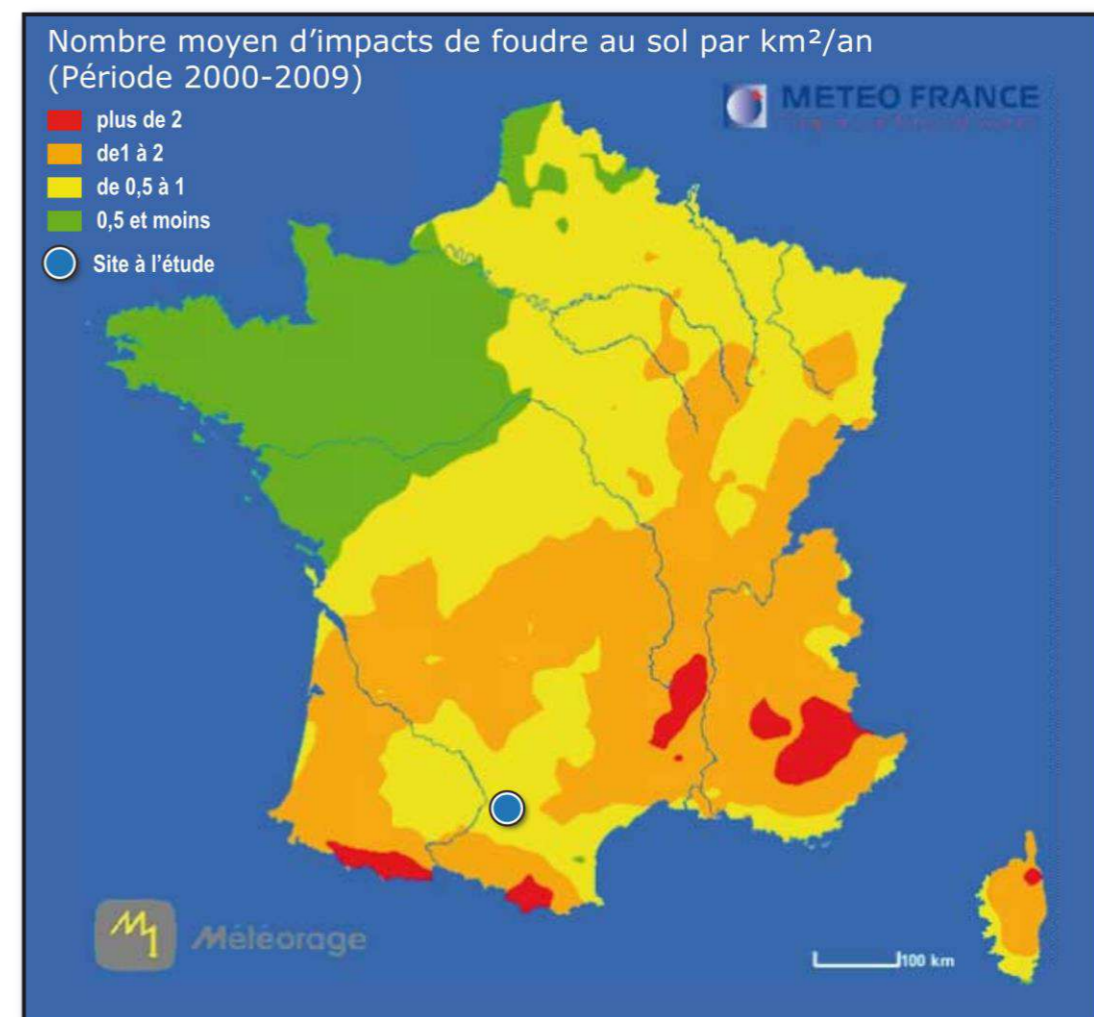 Nombre moyen d’impacts de foudre au sol par km²/an
(Période 2000-2009)
METEO FRANCE
plus de 2
de1 à 2
de 0,5 à 1
0,5 et moins
Site à l’étude
Météorage
100 km